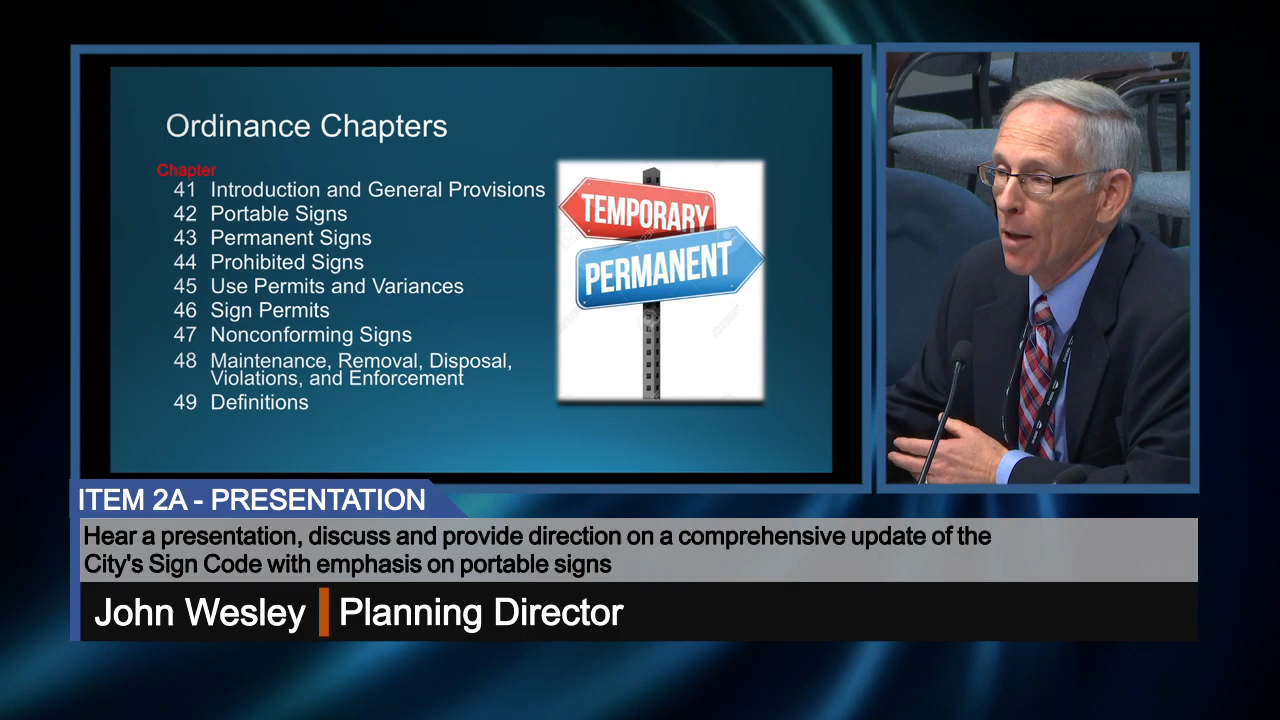 Ordinance Chapters
Chapter
41 Introduction and General Provisions
42 Portable Signs
43 Permanent Signs
44 Prohibited Signs
45 Use Permits and Variances
46 Sign Permits
47 Nonconforming Signs
48 Maintenance, Removal, Disposal,
Violations, and Enforcement
49 Definitions
TEMPORARY
PERMANENT
ITEM 2A - PRESENTATION
Hear a presentation, discuss and provide direction on a comprehensive update of the
City's Sign Code with emphasis on portable signs
John Wesley Planning Director